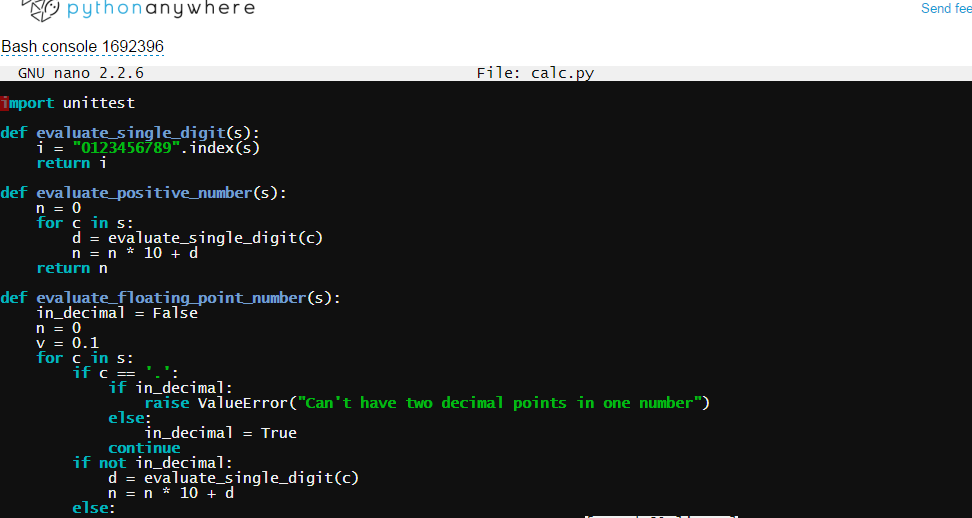 pythonanywhere
Send fee
Bash console 1692396
GNU nano 2.2.6 File: calc.py
import unittest
def evaluate_single_digit(s):
    i = "0123456789".index(s)
    return i
def evaluate_positive_number(s):
    n = 0
    for c in s:
        d = evaluate_single_digit(c)
        n = n * 10 + d
    return n
def evaluate_floating_point_number(s):
    in_decimal = False
    n = 0
    v = 0.1
    for c in s:
        if c == '.':
            if in_decimal:
                raise ValueError("Can't have two decimal points in one number")
            else:
                in_decimal = True
            continue
        if not in_decimal:
            d = evaluate_single_digit(c)
            n = n * 10 + d
        else: